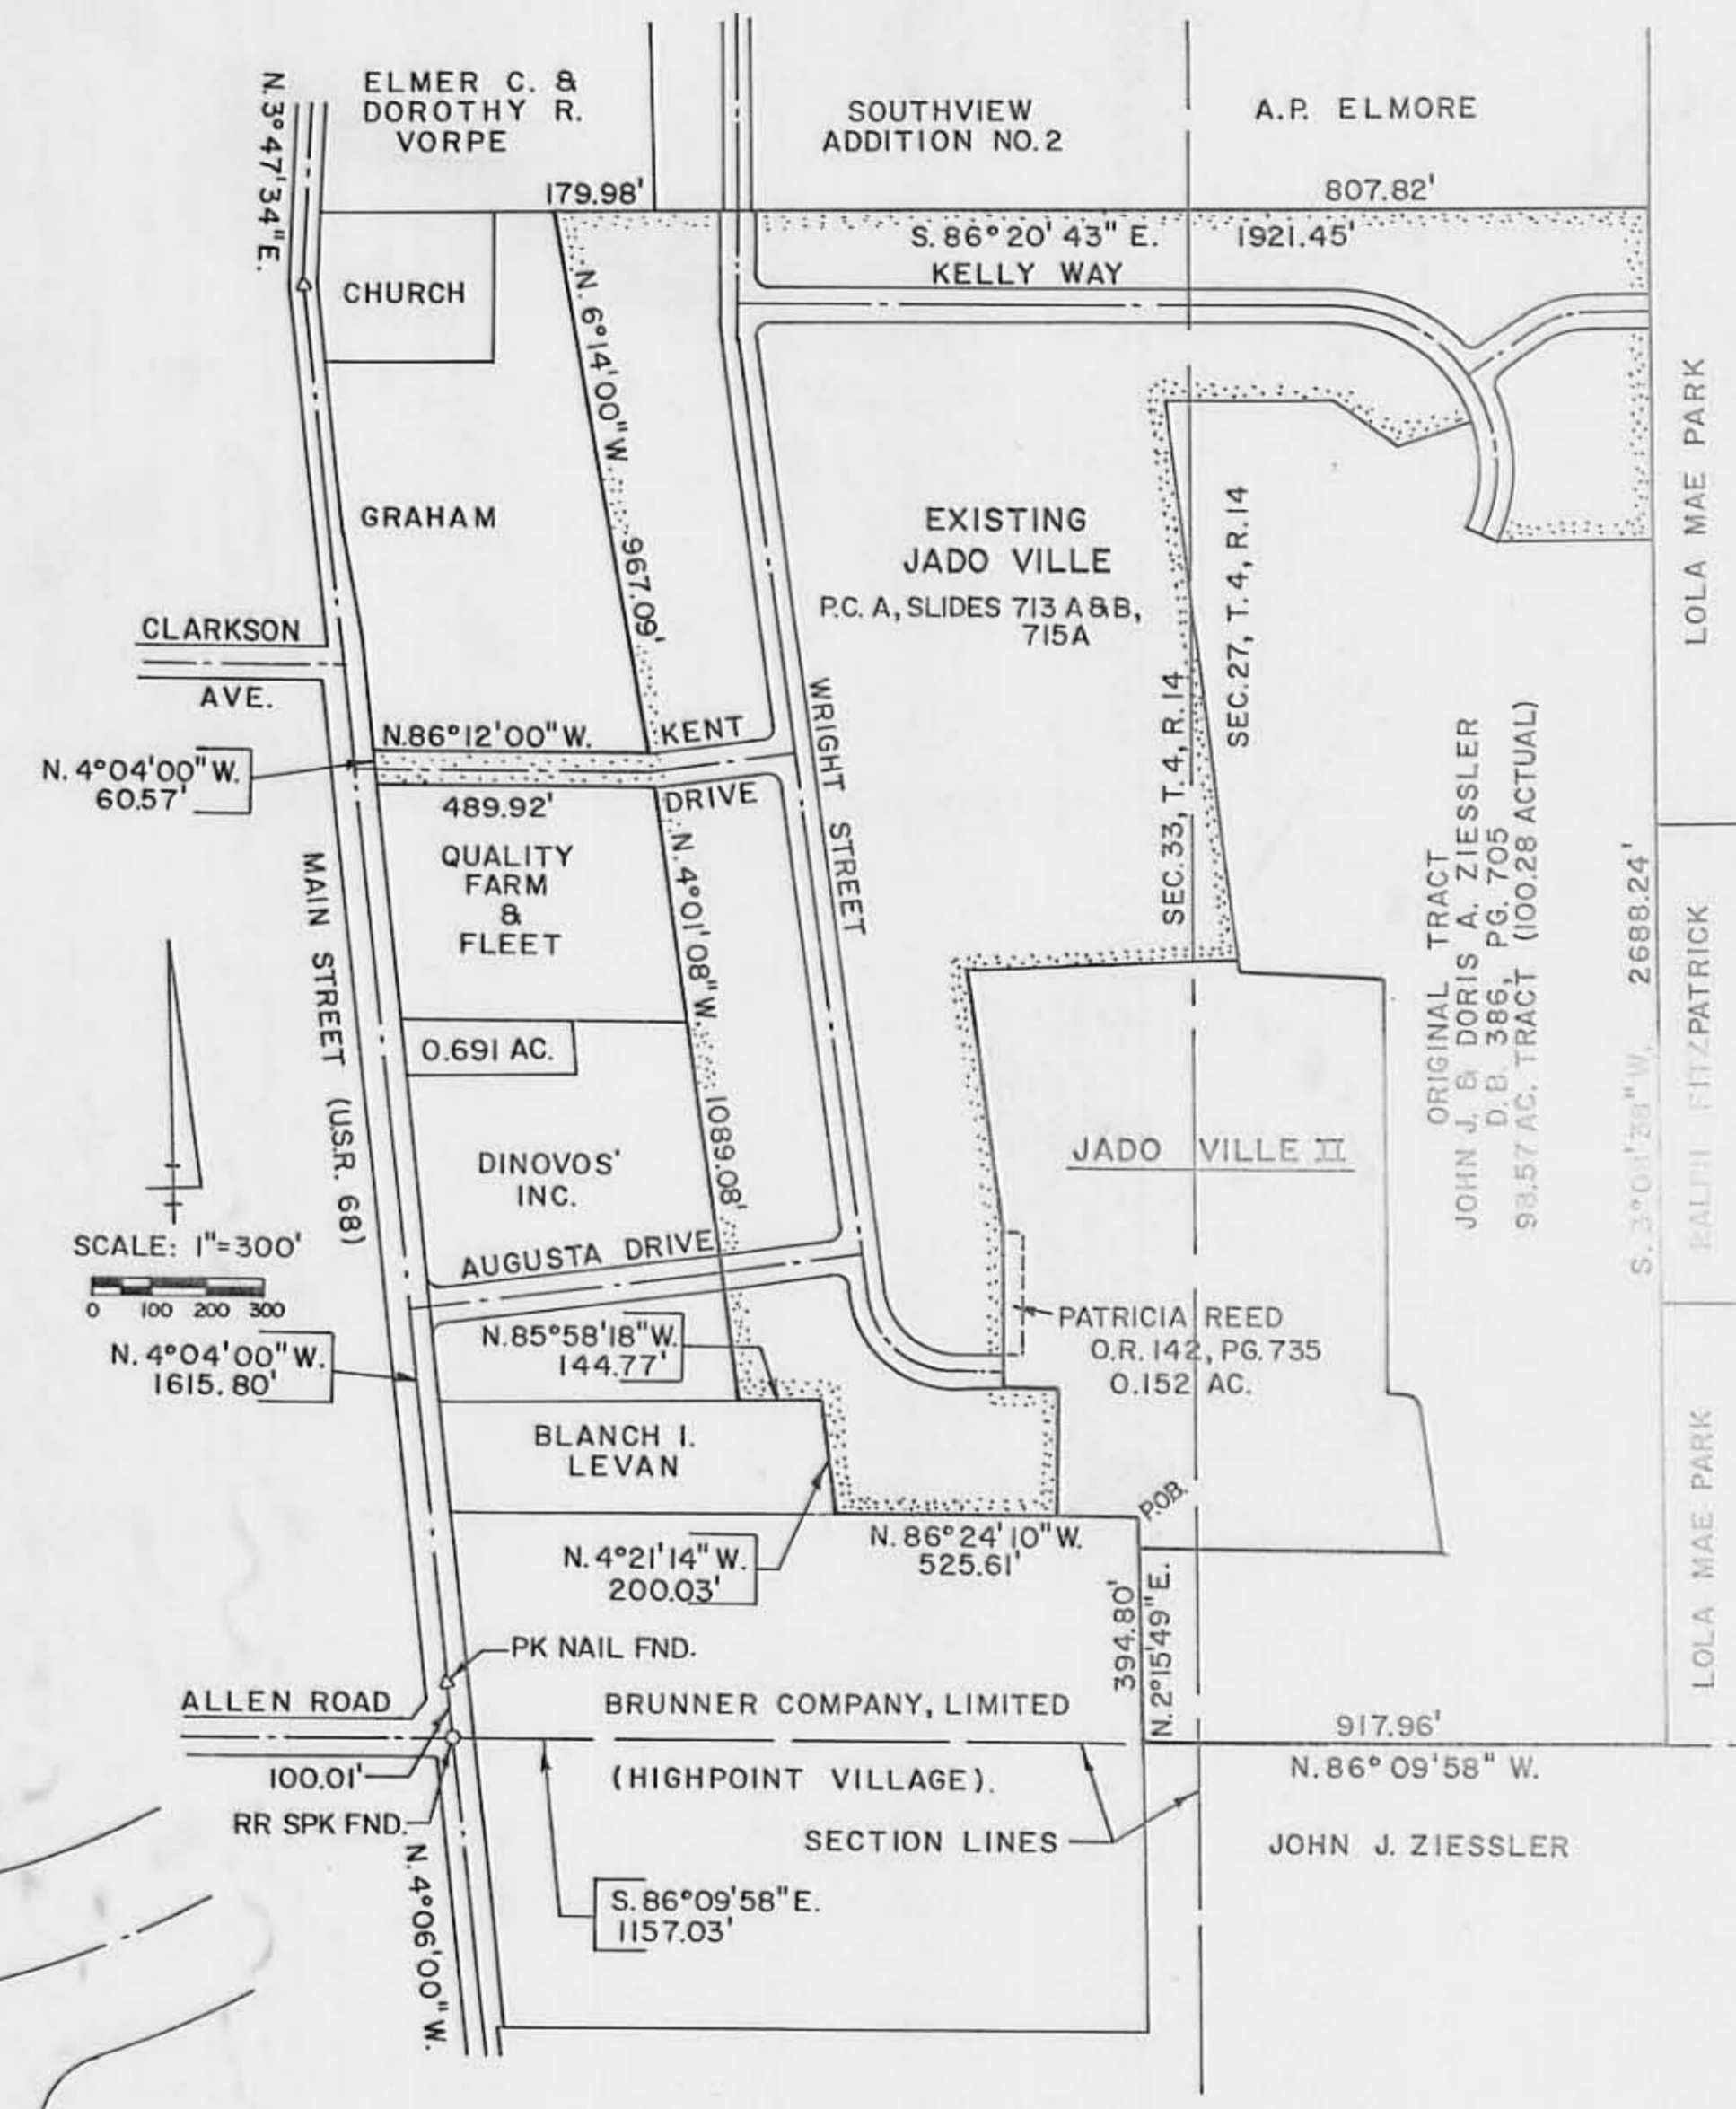 N. 3°47'34"E.
ELMER C. &
DOROTHY R.
VORPE
179.98'
SOUTHVIEW
ADDITION NO. 2
A.P. ELMORE
807.82'
S. 86°20'43" E.
1921.45'
KELLY WAY
CHURCH
N. 6°14'00"W.
967.09'
GRAHAM
EXISTING
JADO VILLE
P.C. A, SLIDES 713 A&B,
715A
SEC.27, T.4, R.14
SEC.33, T.4, R.14
LOLA MAE PARK
CLARKSON
AVE.
N.86°12'00"W.
KENT
DRIVE
N. 4°04'00"W.
60.57'
489.92'
QUALITY
FARM
&
FLEET
WRIGHT STREET
N. 4°01'08"W.
1089.08'
MAIN STREET (U.S.R. 68)
0.691 AC.
DINOVOS'
INC.
JADO VILLE II
ORIGINAL TRACT
JOHN J. & DORIS A. ZIESSLER
D.B. 386, PG. 705
98.57 AC. TRACT (100.28 ACTUAL)
2688.24'
RALPH FITZPATRICK
SCALE: 1"=300'
0 100 200 300
AUGUSTA DRIVE
N. 4°04'00"W.
1615.80'
N.85°58'18"W.
144.77'
PATRICIA REED
O.R. 142, PG. 735
0.152 AC.
BLANCH I.
LEVAN
P.O.B.
LOLA MAE PARK
N. 86°24'10"W.
525.61'
N. 4°21'14"W.
200.03'
394.80'
N.2°15'49"E.
PK NAIL FND.
ALLEN ROAD
BRUNNER COMPANY, LIMITED
(HIGHPOINT VILLAGE).
917.96'
N.86°09'58" W.
100.01'
RR SPK FND.
SECTION LINES
JOHN J. ZIESSLER
N.4°06'00"W.
S.86°09'58"E.
1157.03'